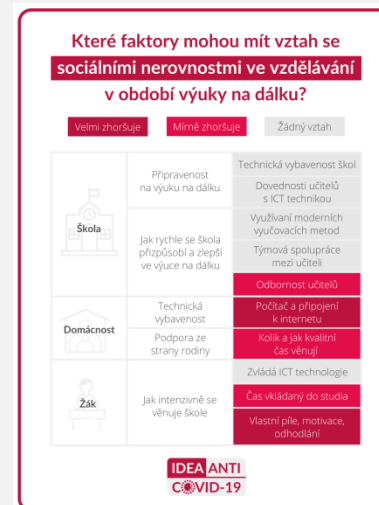 Které faktory mohou mít vztah se
sociálními nerovnostmi ve vzdělávání
v období výuky na dálku?
Velmi zhoršuje
Mírně zhoršuje
Žádný vztah
Škola
Připravenost
na výuku na dálku
Technická vybavenost škol
Dovednosti učitelů
s ICT technikou
Jak rychle se škola
přizpůsobí a zlepší
ve výuce na dálku
Využívaní moderních
vyučovacích metod
Týmová spolupráce
mezi učiteli
Odbornost učitelů
Domácnost
Technická
vybavenost
Počítač a připojení
k internetu
Podpora ze
strany rodiny
Kolik a jak kvalitní
čas věnují
Žák
Jak intenzivně se
věnuje škole
Zvládá ICT technologie
Čas vkládaný do studia
Vlastní píle, motivace,
odhodlání
IDEA ANTI
COVID-19